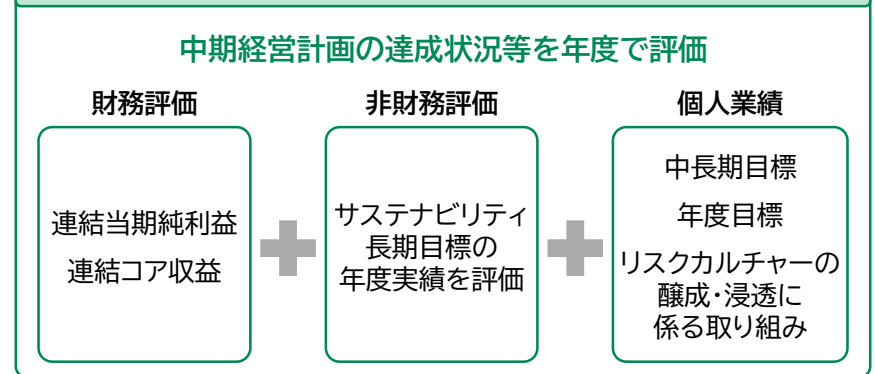 中期経営計画の達成状況等を年度で評価
財務評価
連結当期純利益
連結コア収益
非財務評価
サステナビリティ
長期目標の
年度実績を評価
個人業績
中長期目標
年度目標
リスクカルチャーの
醸成・浸透に
係る取り組み